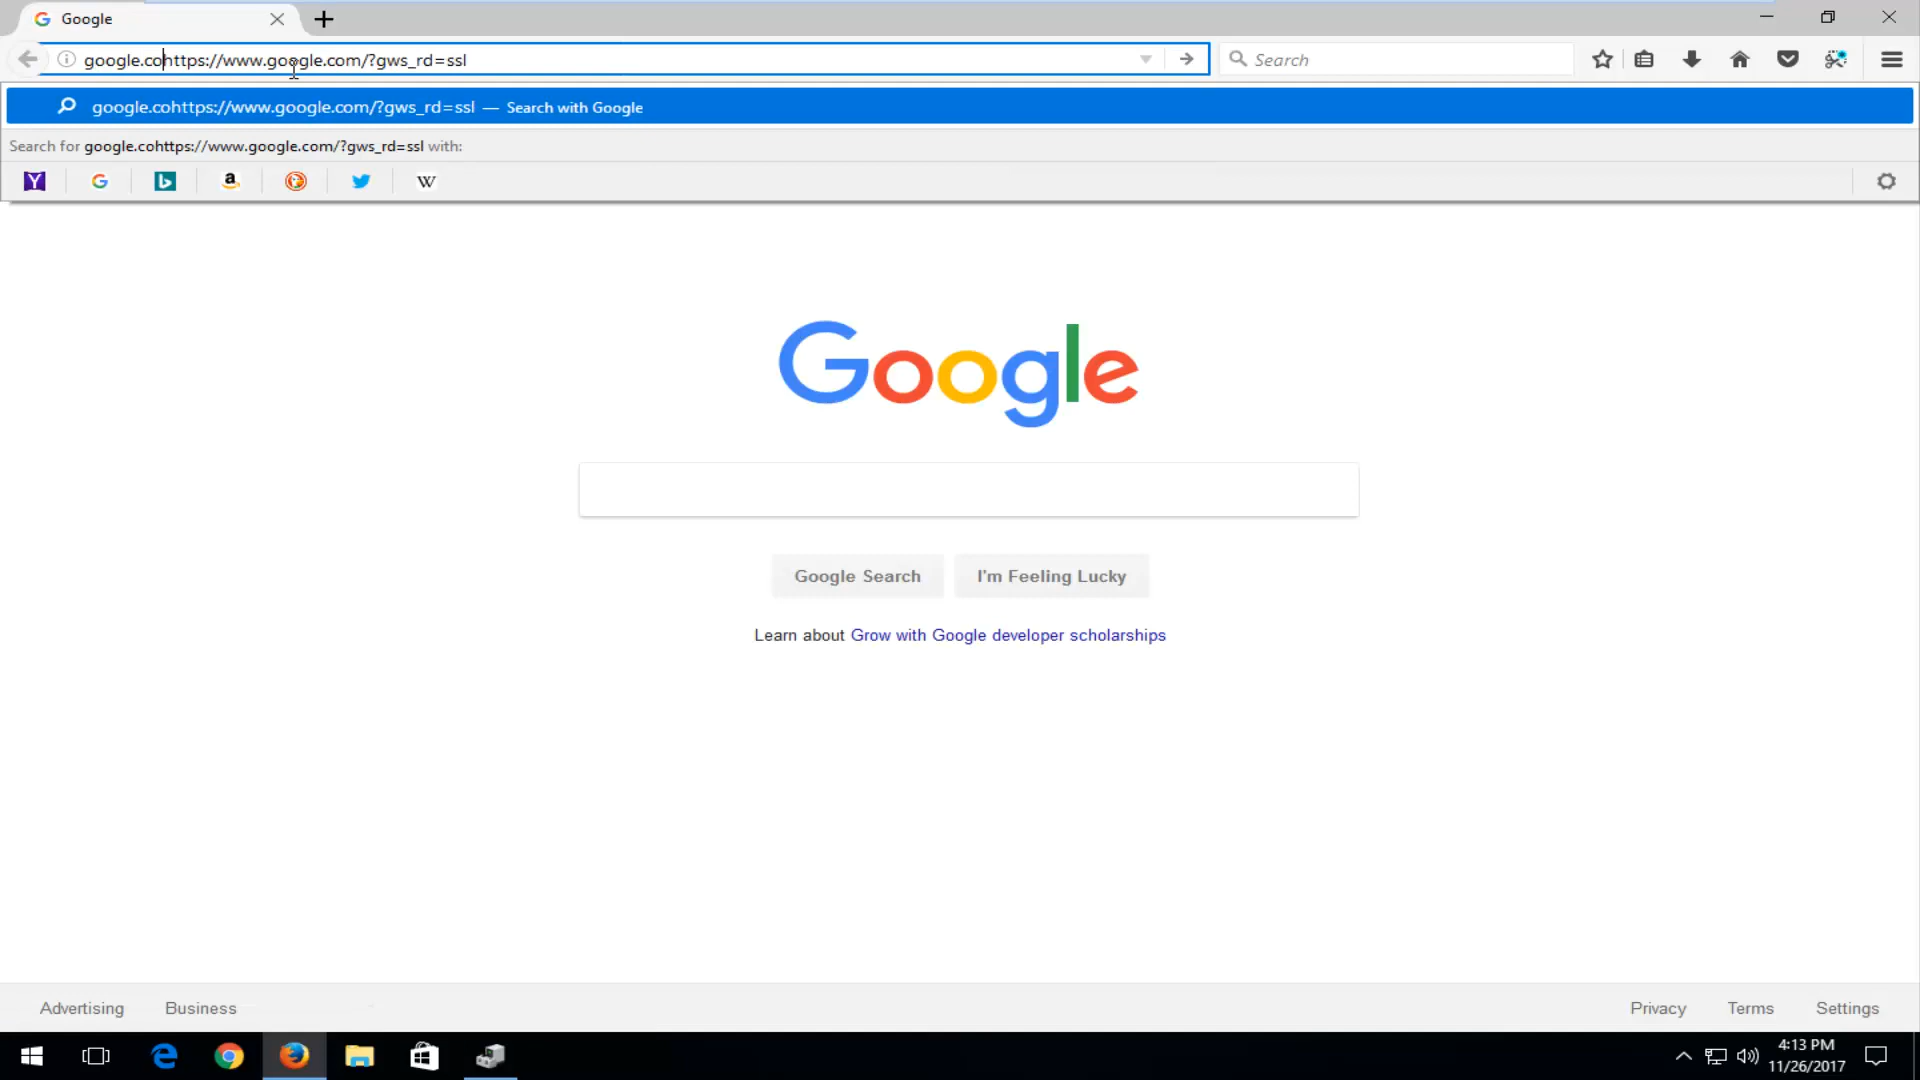 Google
google.cohttps://www.google.com/?gws_rd=ssl
Search
google.cohttps://www.google.com/?gws_rd=ssl — Search with Google
Search for google.cohttps://www.google.com/?gws_rd=ssl with:
Google
Google Search
I'm Feeling Lucky
Learn about Grow with Google developer scholarships
Advertising
Business
Privacy
Terms
Settings
4:13 PM
11/26/2017